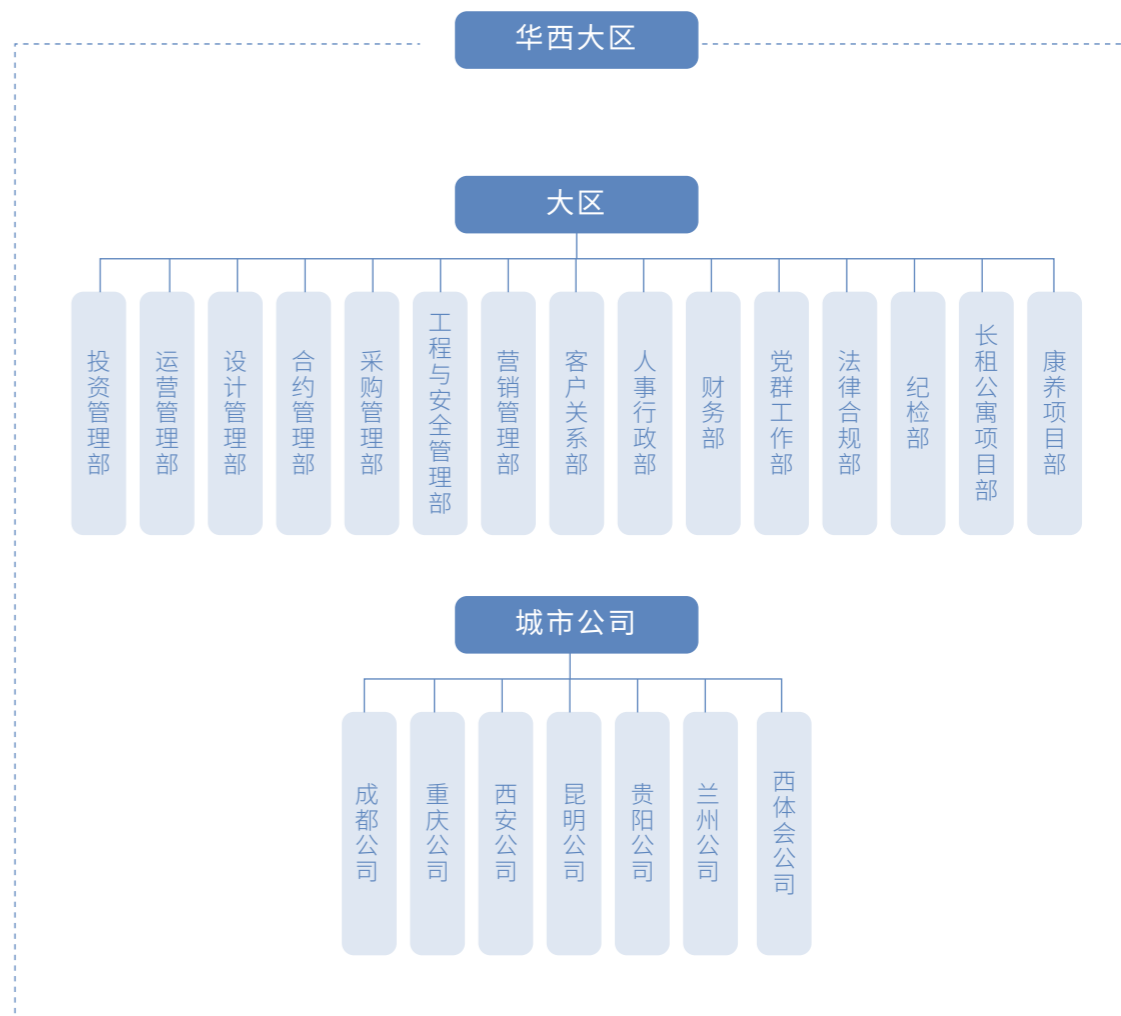 华西大区
大区
投资管理部
运营管理部
设计管理部
合约管理部
采购管理部
工程与安全管理部
营销管理部
客户关系部
人事行政部
财务部
党群工作部
法律合规部
纪检部
长租公寓项目部
康养项目部
城市公司
成都公司
重庆公司
西安公司
昆明公司
贵阳公司
兰州公司
西体会公司